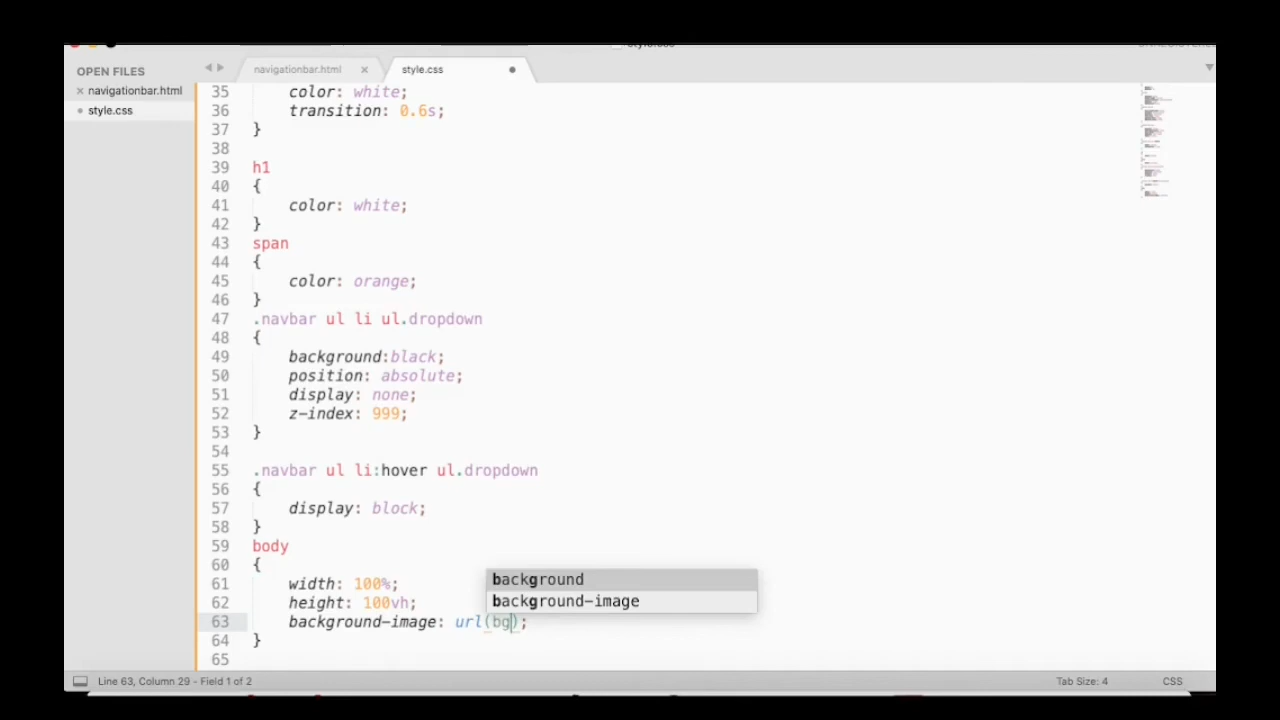 OPEN FILES
navigationbar.html
style.css
navigationbar.html
style.css
35 color: white;
36 transition: 0.6s;
37 }
38
39 h1
40 {
41 color: white;
42 }
43 span
44 {
45 color: orange;
46 }
47 .navbar ul li ul.dropdown
48 {
49 background:black;
50 position: absolute;
51 display: none;
52 z-index: 999;
53 }
54
55 .navbar ul li:hover ul.dropdown
56 {
57 display: block;
58 }
59 body
60 {
61 width: 100%;
62 height: 100vh;
63 background-image: url(bg);
64 }
65
background
background-image
Line 63, Column 29 - Field 1 of 2
Tab Size: 4
CSS